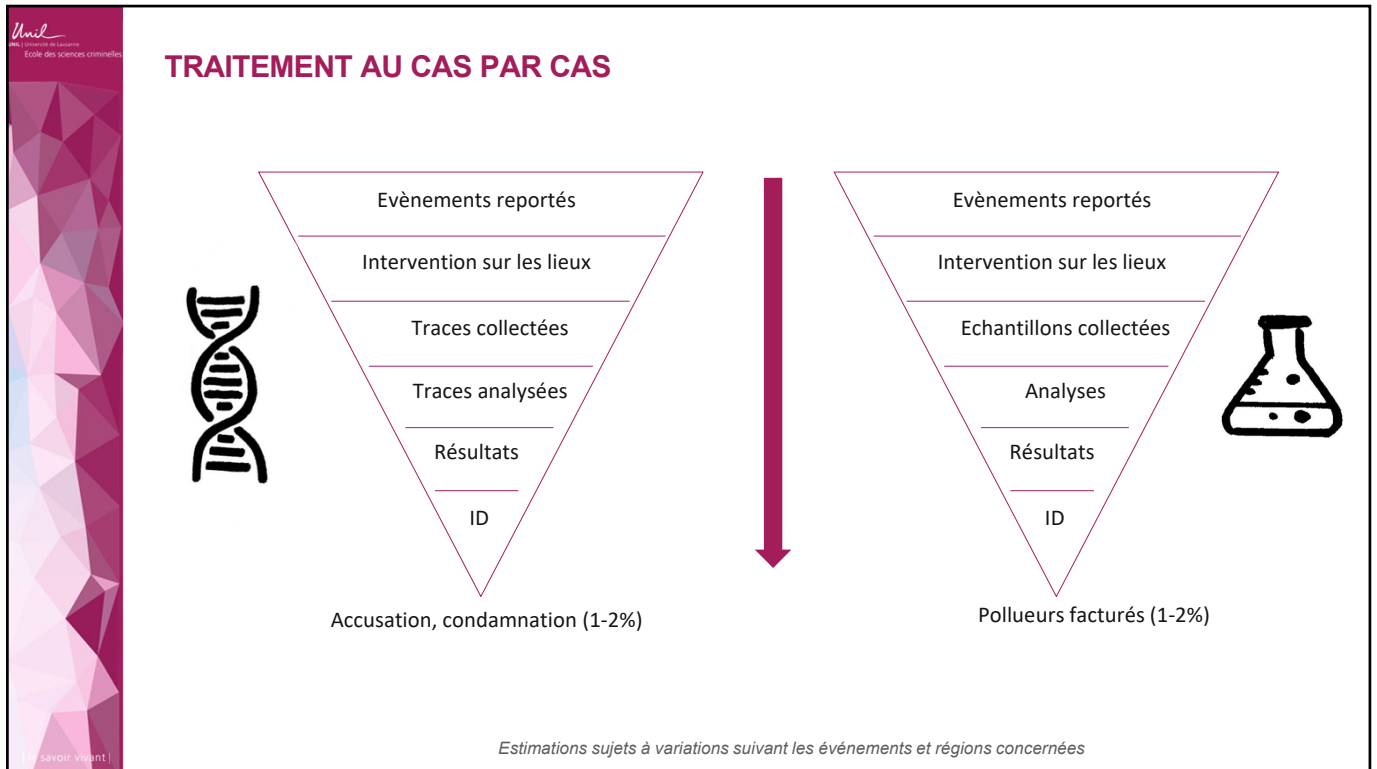 Unil
UNIL | Université de Lausanne
Ecole des sciences criminelles
TRAITEMENT AU CAS PAR CAS
Evènements reportés
Intervention sur les lieux
Traces collectées
Traces analysées
Résultats
ID
Accusation, condamnation (1-2%)
Evènements reportés
Intervention sur les lieux
Echantillons collectées
Analyses
Résultats
ID
Pollueurs facturés (1-2%)
Estimations sujets à variations suivant les événements et régions concernées
| le savoir vivant |